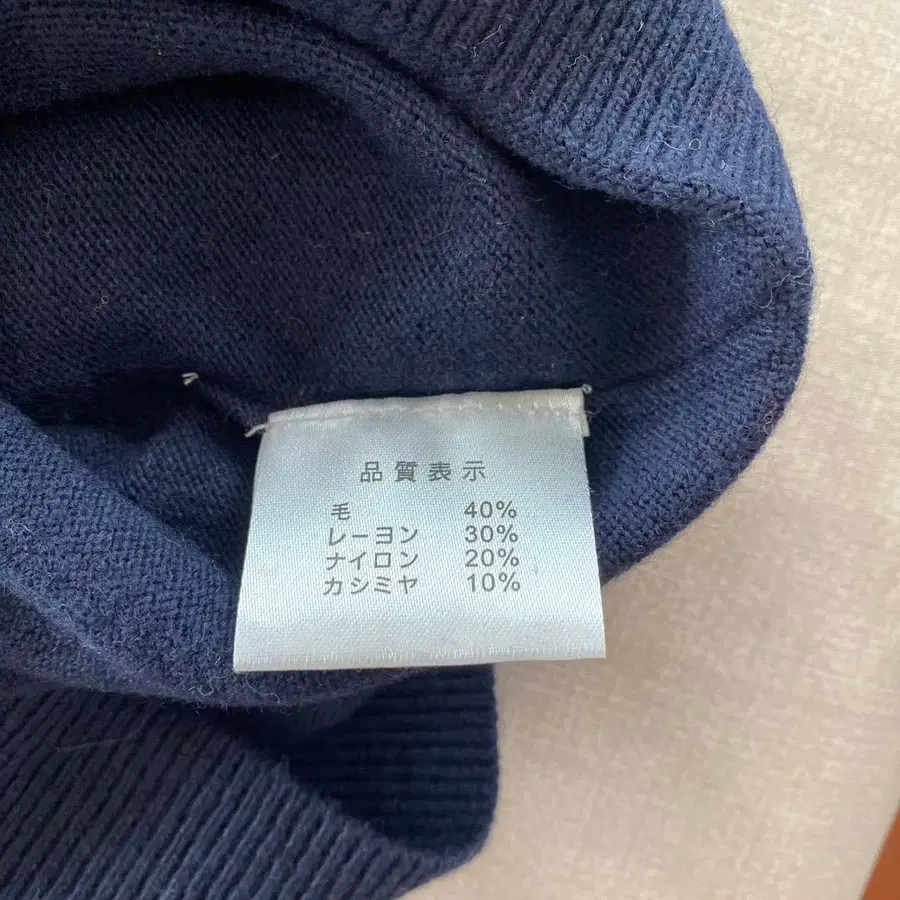 品質表示
毛 40%
レーヨン 30%
ナイロン 20%
カシミヤ 10%